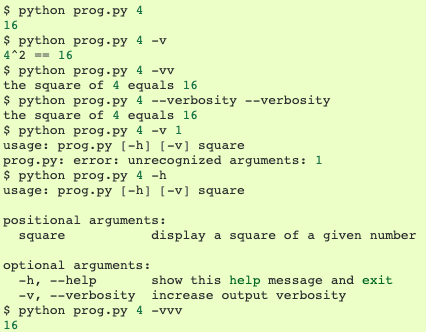 $ python prog.py 4
16
$ python prog.py 4 -v
4^2 == 16
$ python prog.py 4 -vv
the square of 4 equals 16
$ python prog.py 4 --verbosity --verbosity
the square of 4 equals 16
$ python prog.py 4 -v 1
usage: prog.py [-h] [-v] square
prog.py: error: unrecognized arguments: 1
$ python prog.py 4 -h
usage: prog.py [-h] [-v] square

positional arguments:
  square           display a square of a given number

optional arguments:
  -h, --help       show this help message and exit
  -v, --verbosity  increase output verbosity
$ python prog.py 4 -vvv
16